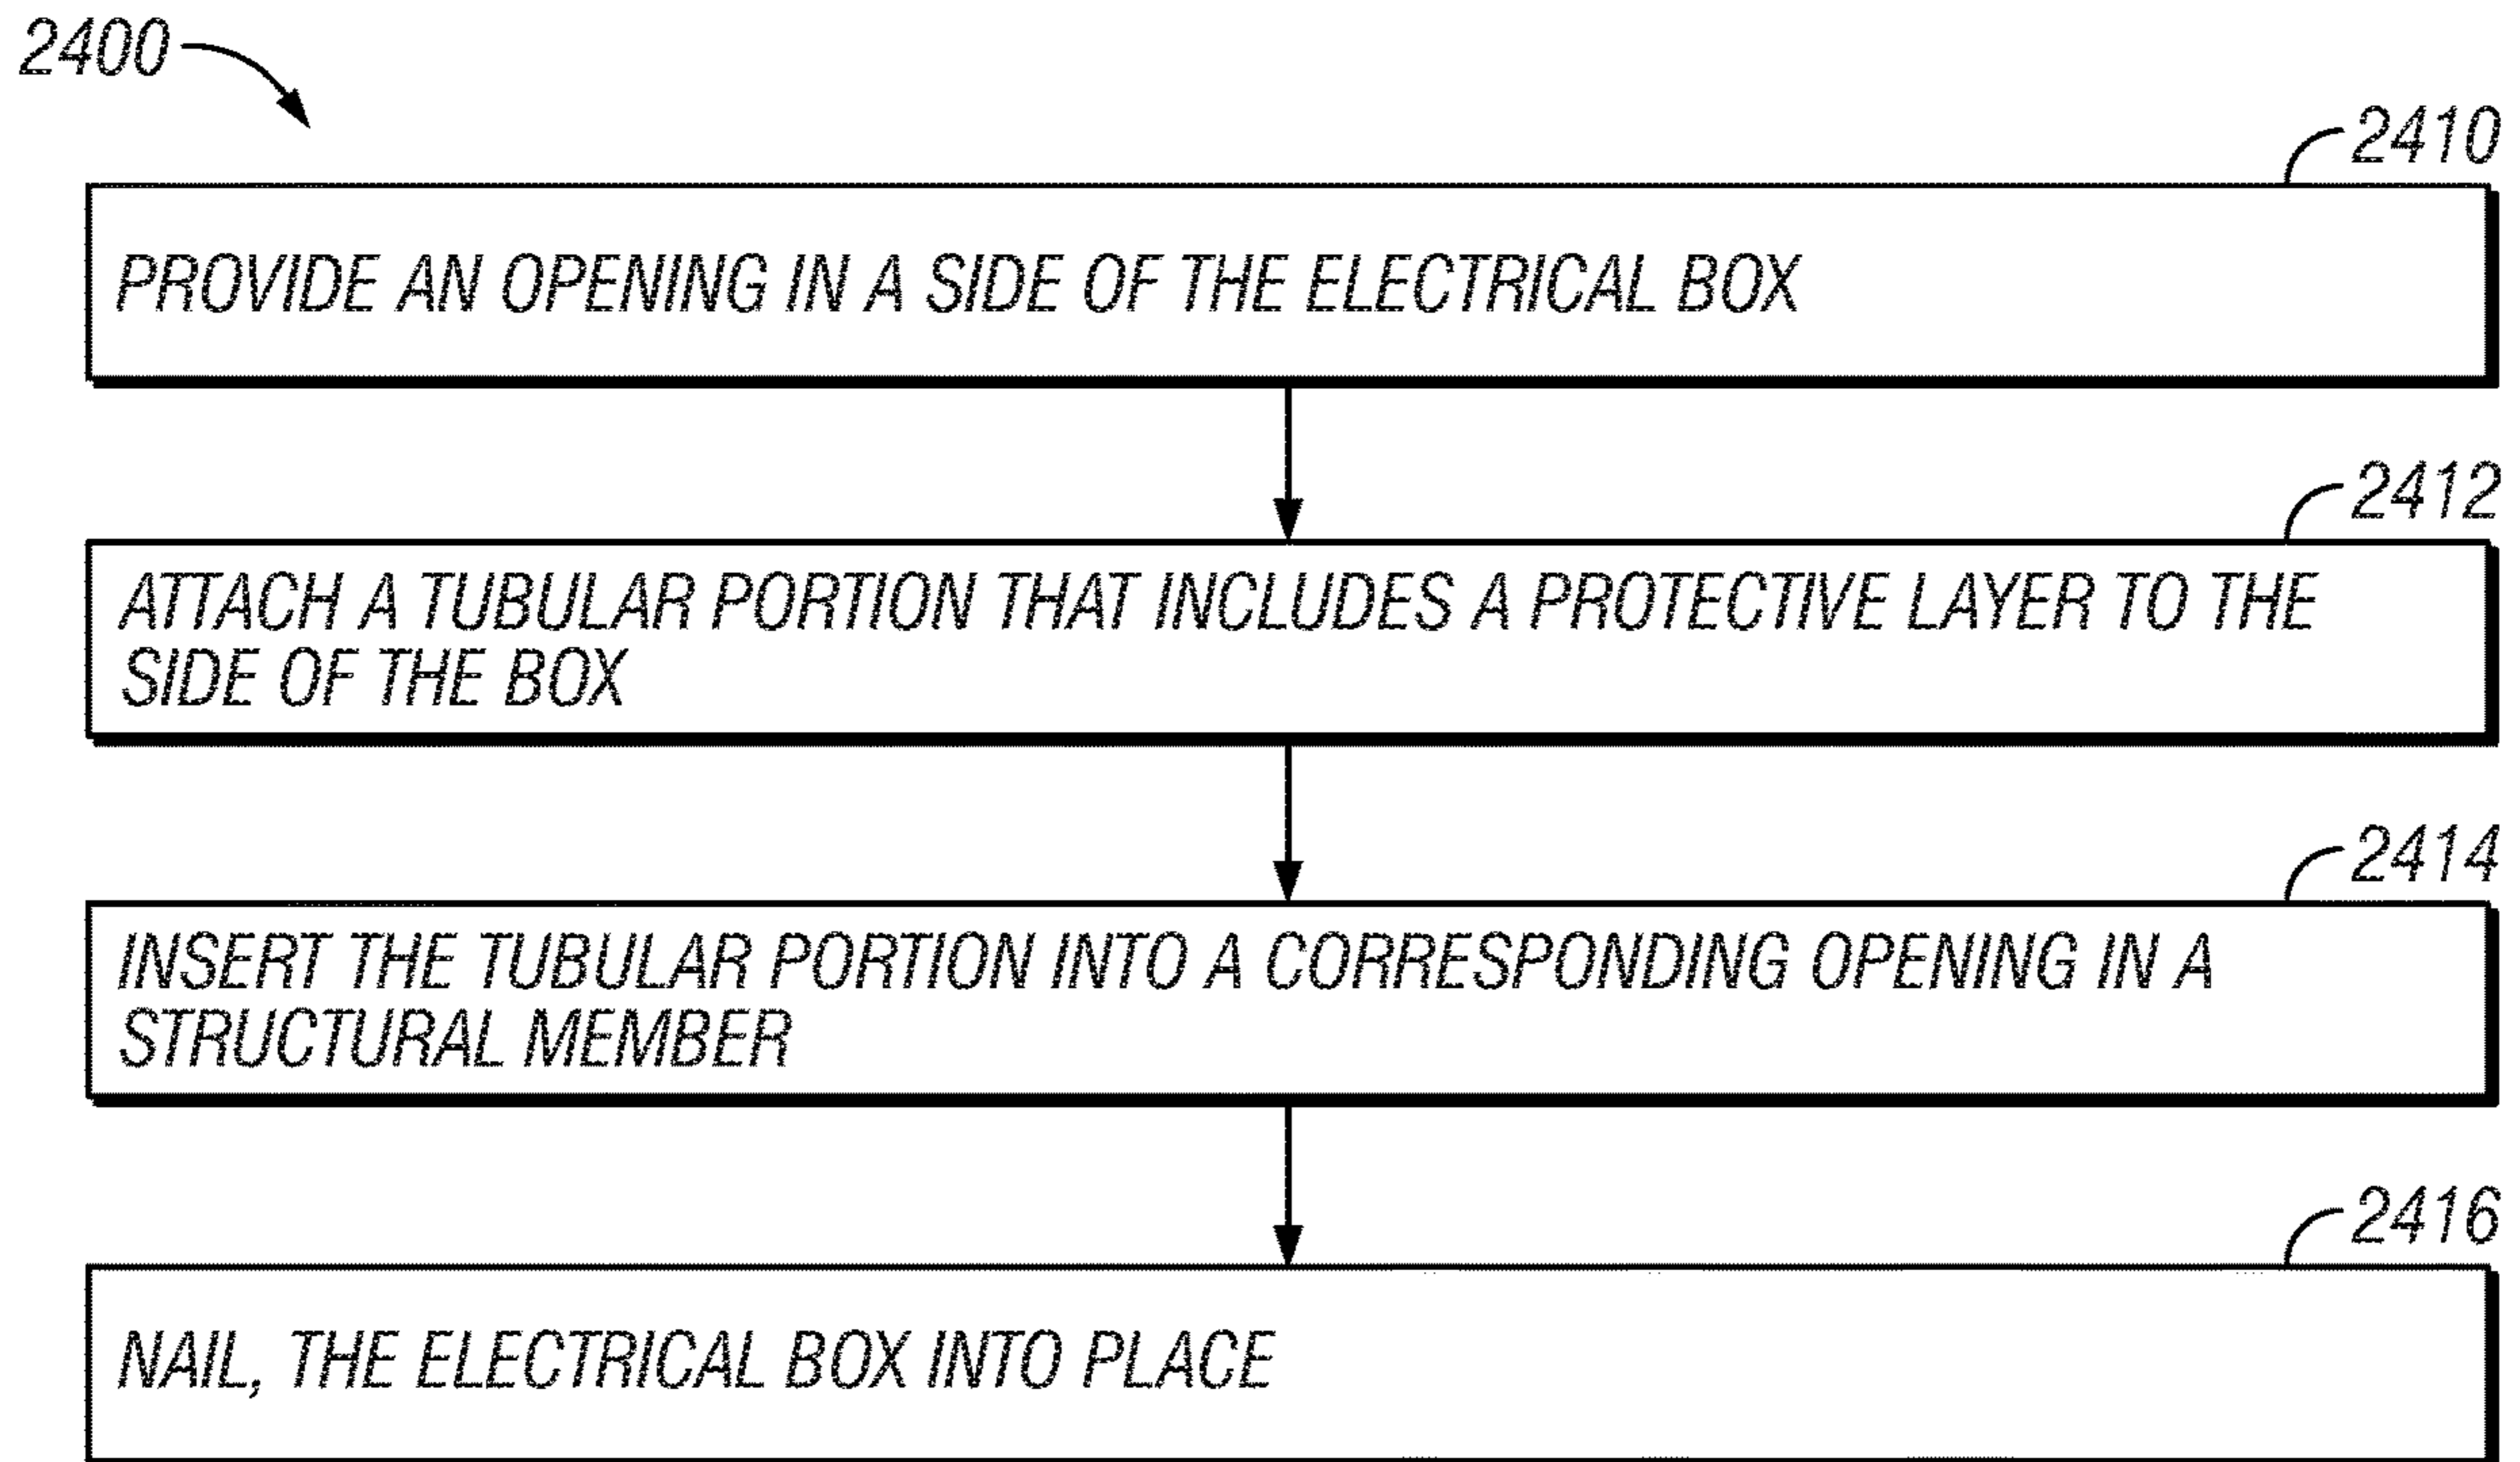 2400
2410
PROVIDE AN OPENING IN A SIDE OF THE ELECTRICAL BOX
2412
ATTACH A TUBULAR PORTION THAT INCLUDES A PROTECTIVE LAYER TO THE
SIDE OF THE BOX
2414
INSERT THE TUBULAR PORTION INTO A CORRESPONDING OPENING IN A
STRUCTURAL MEMBER
2416
NAIL, THE ELECTRICAL BOX INTO PLACE